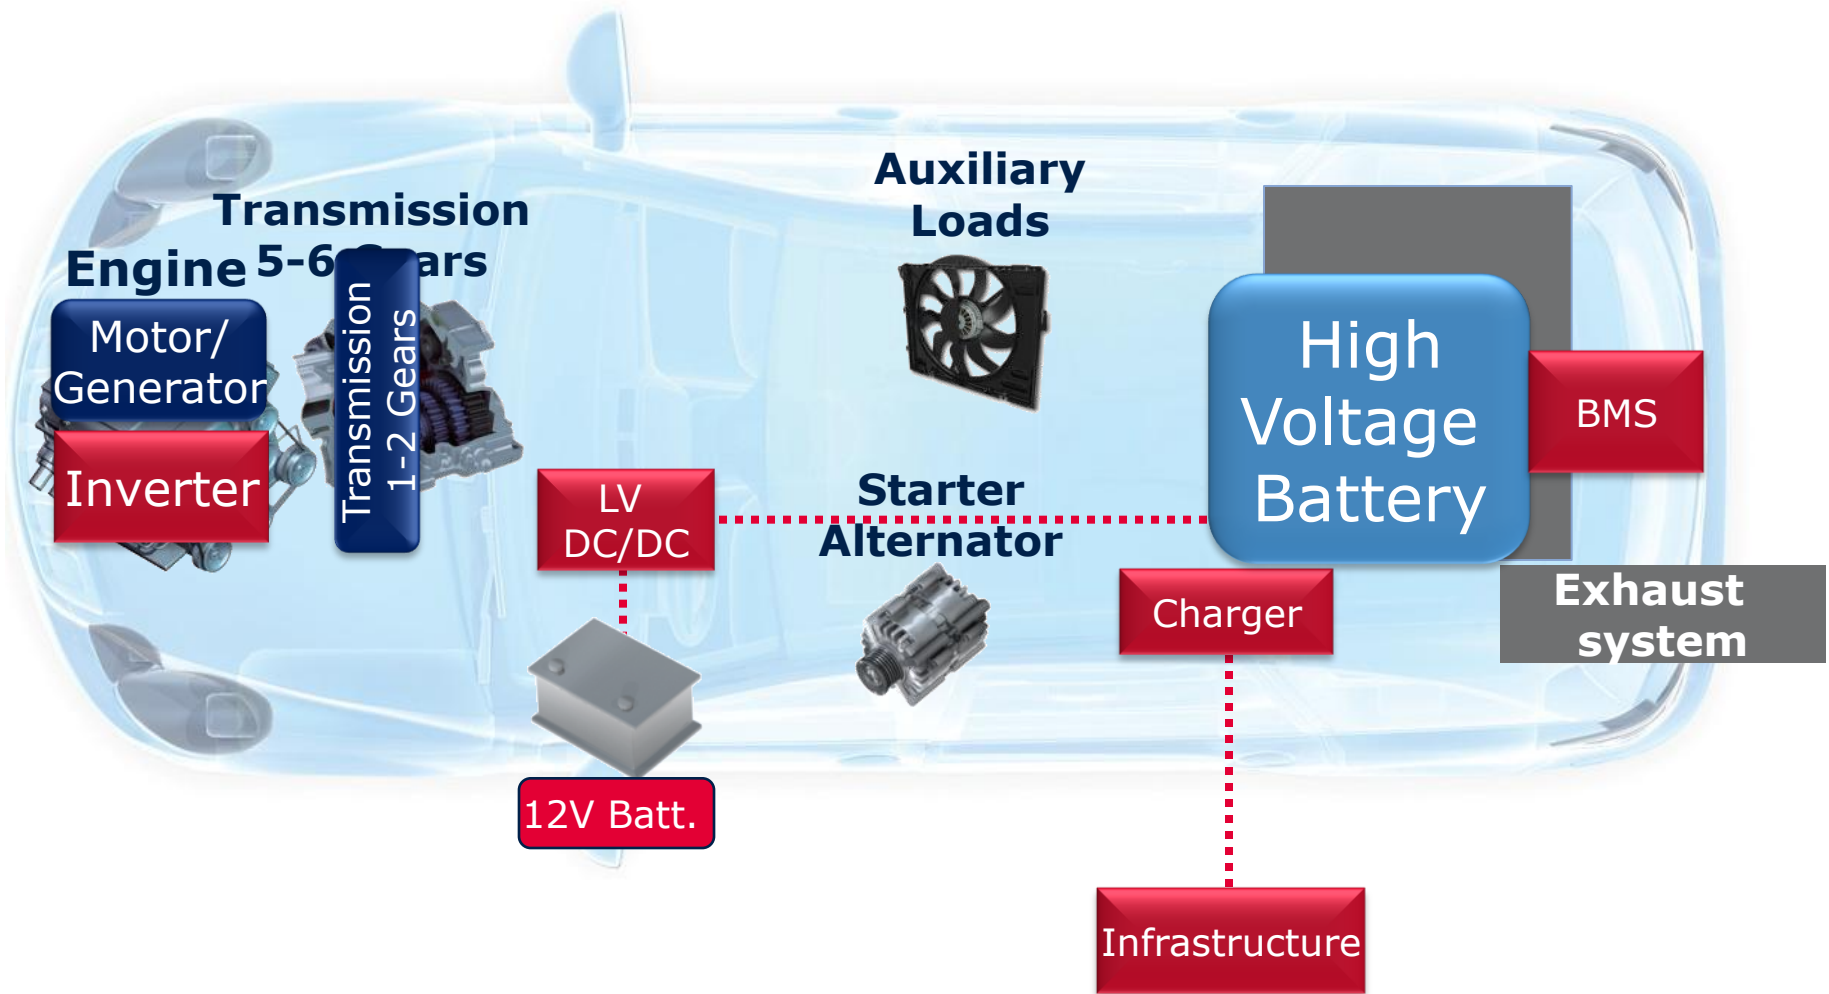 Auxiliary
Loads
Transmission
5-6 Gears
Engine
Motor/
Generator
Inverter
Transmission
1-2 Gears
High
Voltage
Battery
BMS
LV
DC/DC
Starter
Alternator
Exhaust
system
Charger
12V Batt.
Infrastructure